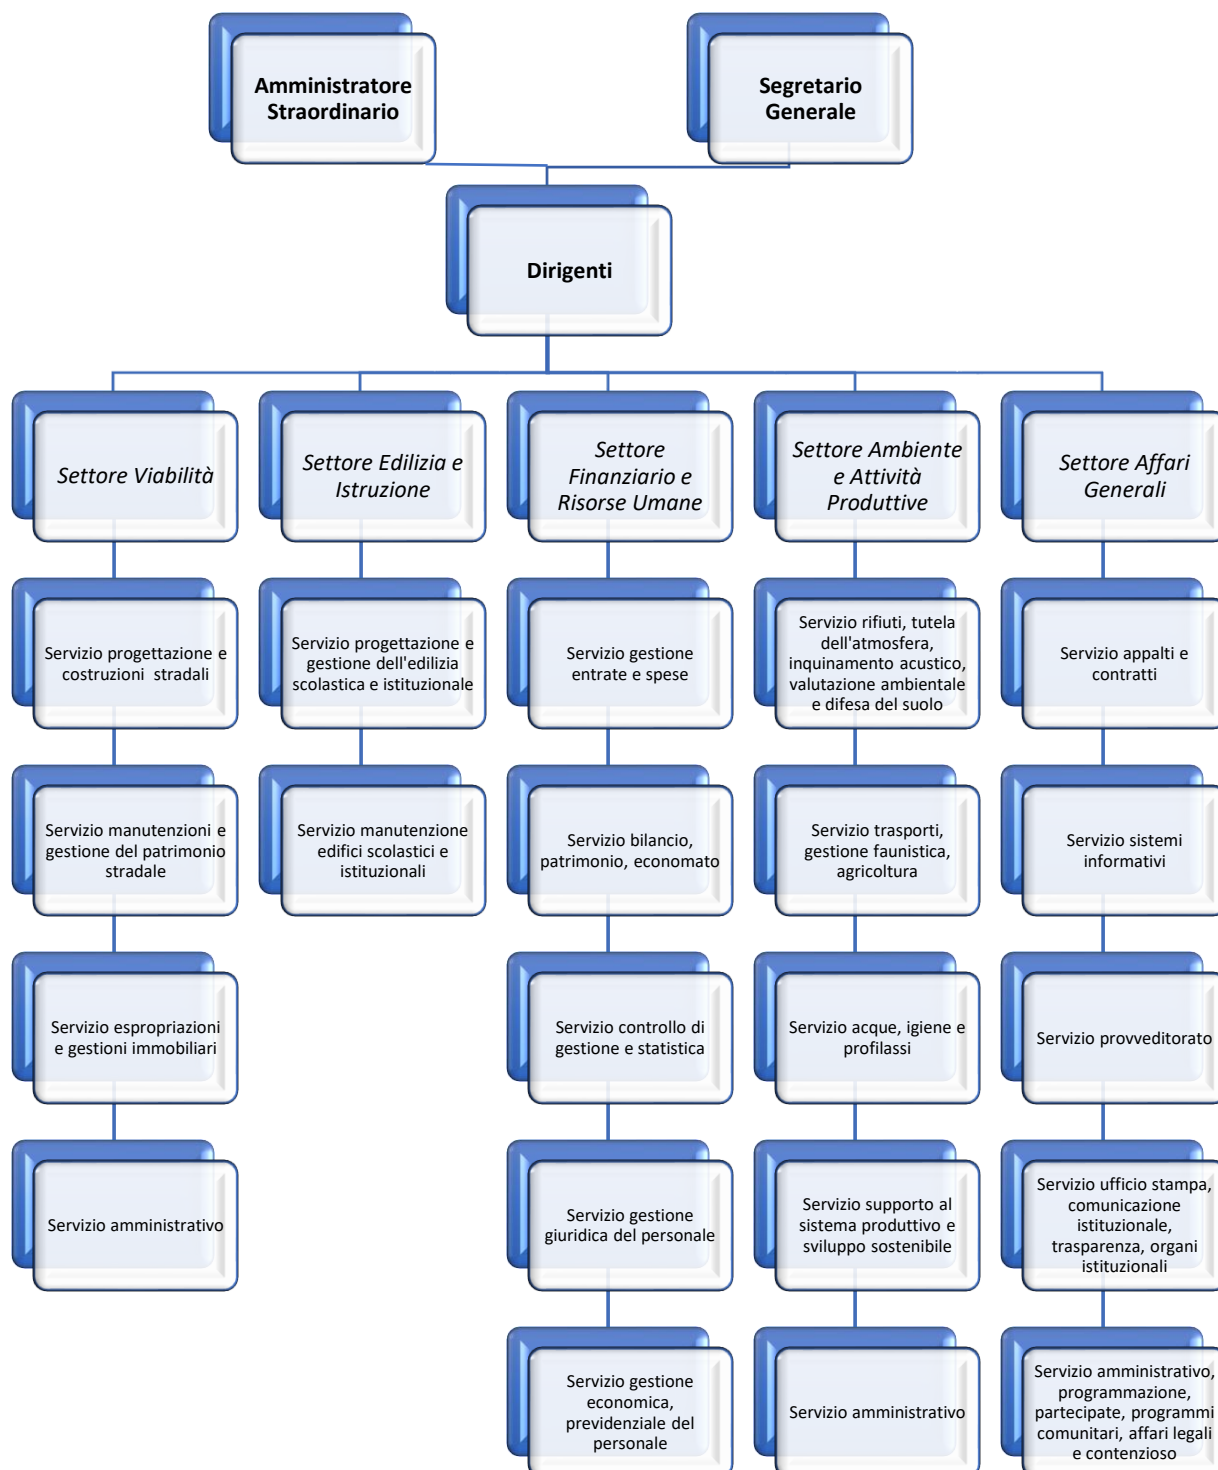 Amministratore
Straordinario
Segretario
Generale
Dirigenti
Settore Viabilità
Settore Edilizia e
Istruzione
Settore
Finanziario e
Risorse Umane
Settore Ambiente
e Attività
Produttive
Settore Affari
Generali
Servizio progettazione e
costruzioni stradali
Servizio progettazione e
gestione dell'edilizia
scolastica e istituzionale
Servizio gestione
entrate e spese
Servizio rifiuti, tutela
dell'atmosfera,
inquinamento acustico,
valutazione ambientale
e difesa del suolo
Servizio appalti e
contratti
Servizio manutenzioni e
gestione del patrimonio
stradale
Servizio manutenzione
edifici scolastici e
istituzionali
Servizio bilancio,
patrimonio, economato
Servizio trasporti,
gestione faunistica,
agricoltura
Servizio sistemi
informativi
Servizio espropriazioni
e gestioni immobiliari
Servizio controllo di
gestione e statistica
Servizio acque, igiene e
profilassi
Servizio provveditorato
Servizio amministrativo
Servizio gestione
giuridica del personale
Servizio supporto al
sistema produttivo e
sviluppo sostenibile
Servizio ufficio stampa,
comunicazione
istituzionale,
trasparenza, organi
istituzionali
Servizio gestione
economica,
previdenziale del
personale
Servizio amministrativo
Servizio amministrativo,
programmazione,
partecipate, programmi
comunitari, affari legali
e contenzioso